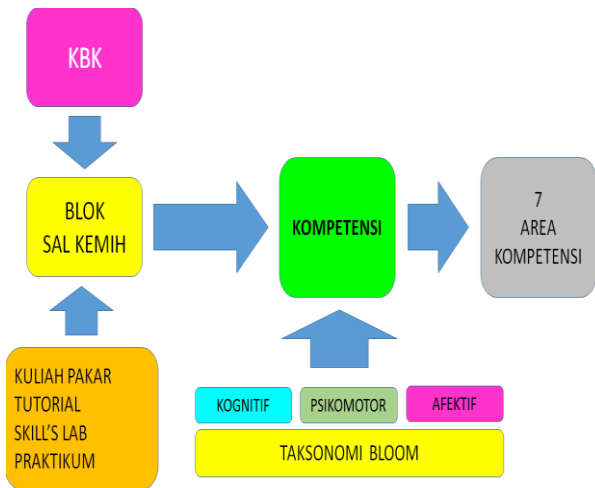 KBK
BLOK
SAL KEMIH
KOMPETENSI
7
AREA
KOMPETENSI
KULIAH PAKAR
TUTORIAL
SKILL'S LAB
PRAKTIKUM
KOGNITIF
PSIKOMOTOR
AFEKTIF
TAKSONOMI BLOOM